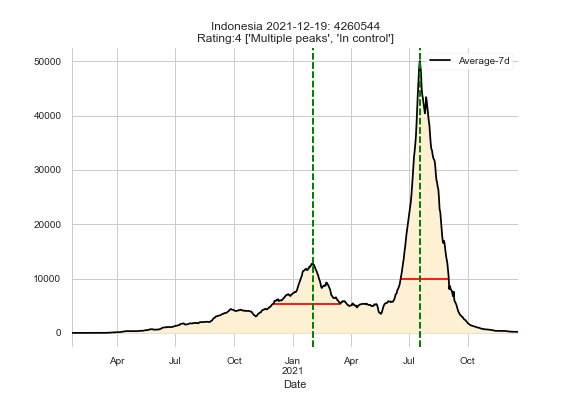 Indonesia 2021-12-19: 4260544
Rating:4 ['Multiple peaks', 'In control']
Average-7d
50000
40000
30000
20000
10000
0
Apr Jul Oct Jan Apr Jul Oct
2021
Date